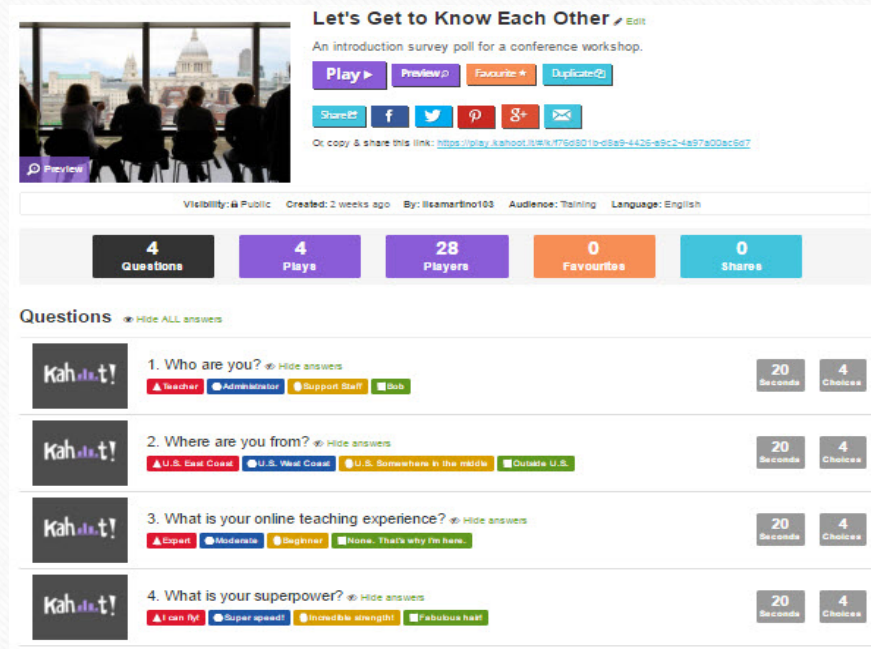 Let's Get to Know Each Other Edit
An introduction survey poll for a conference workshop.
Play Preview Favourite Duplicate
Share f 8+
Or, copy & share this link:
Preview
Visibility: Public Created: 2 weeks ago By: lisamartino103 Audience: Training Language: English
4 4 28 0 0
Questions Plays Players Favourites Shares
Questions Hide ALL answers
Kahoot! 1. Who are you? Hide answers 20 4
Teacher Administrator Support Staff Bob Seconds Choices
Kahoot! 2. Where are you from? Hide answers 20 4
U.S. East Coast U.S. West Coast U.S. Somewhere in the middle Outside U.S. Seconds Choices
Kahoot! 3. What is your online teaching experience? Hide answers 20 4
Expert Moderate Beginner None. That's why I'm here. Seconds Choices
Kahoot! 4. What is your superpower? Hide answers 20 4
I can fly! Super speed! Incredible strength! Fabulous hair! Seconds Choices